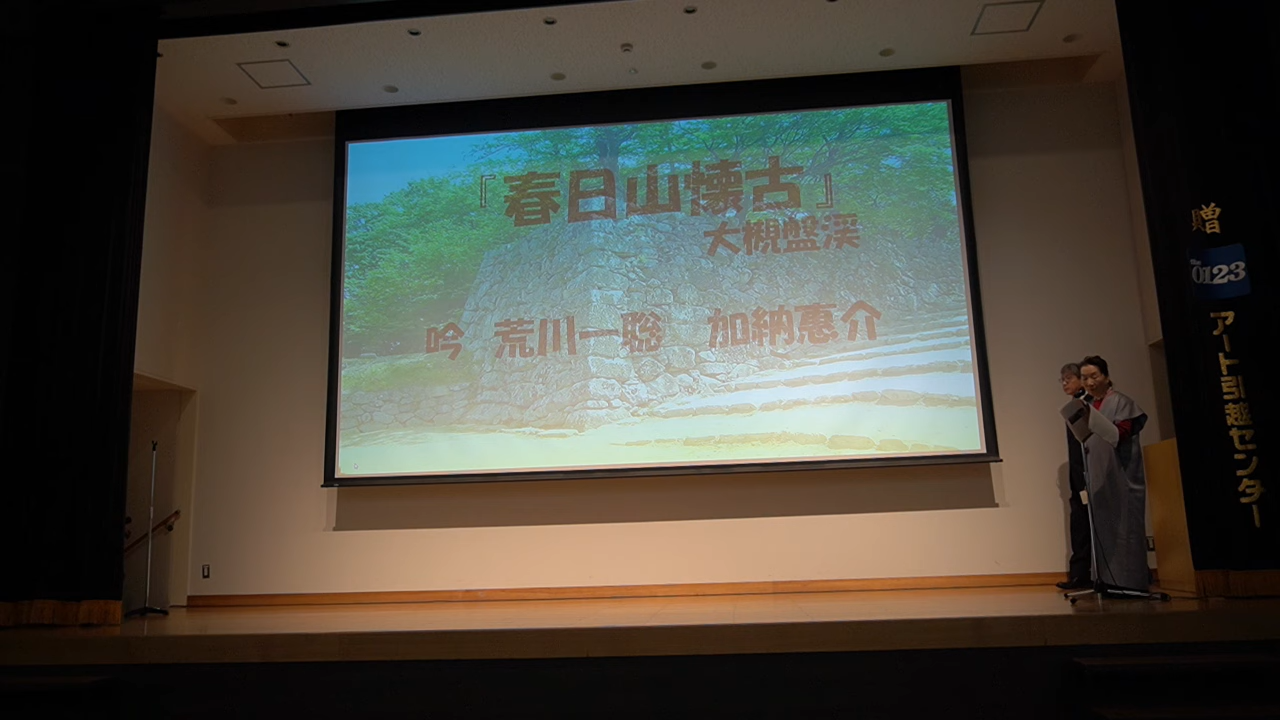 『春日山懐古』
大槻盤渓
吟 荒川一聡 加納惠介
贈
0123
アート引越センター